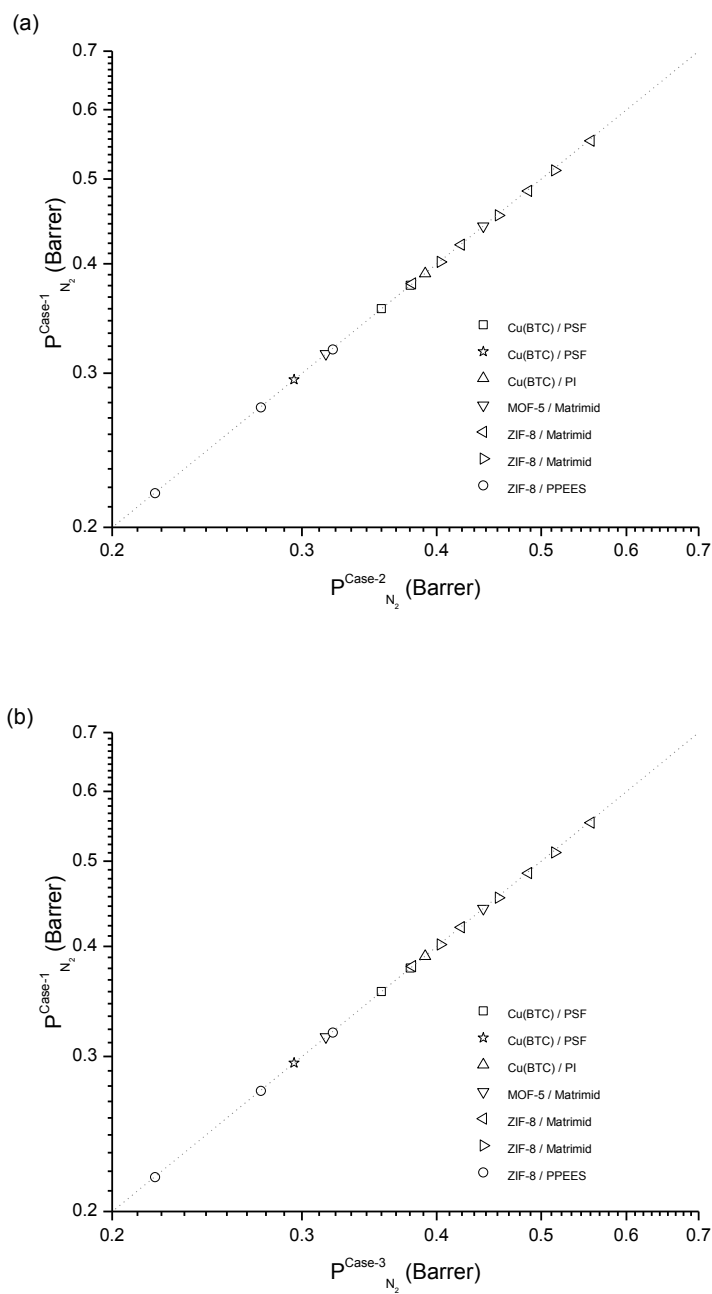 (a)
0.7
0.6
0.5
0.4
0.3
0.2
P^Case-1_N2 (Barrer)
Cu(BTC) / PSF
Cu(BTC) / PSF
Cu(BTC) / PI
MOF-5 / Matrimid
ZIF-8 / Matrimid
ZIF-8 / Matrimid
ZIF-8 / PPEES
0.2 0.3 0.4 0.5 0.6 0.7
P^Case-2_N2 (Barrer)
(b)
0.7
0.6
0.5
0.4
0.3
0.2
P^Case-1_N2 (Barrer)
Cu(BTC) / PSF
Cu(BTC) / PSF
Cu(BTC) / PI
MOF-5 / Matrimid
ZIF-8 / Matrimid
ZIF-8 / Matrimid
ZIF-8 / PPEES
0.2 0.3 0.4 0.5 0.6 0.7
P^Case-3_N2 (Barrer)